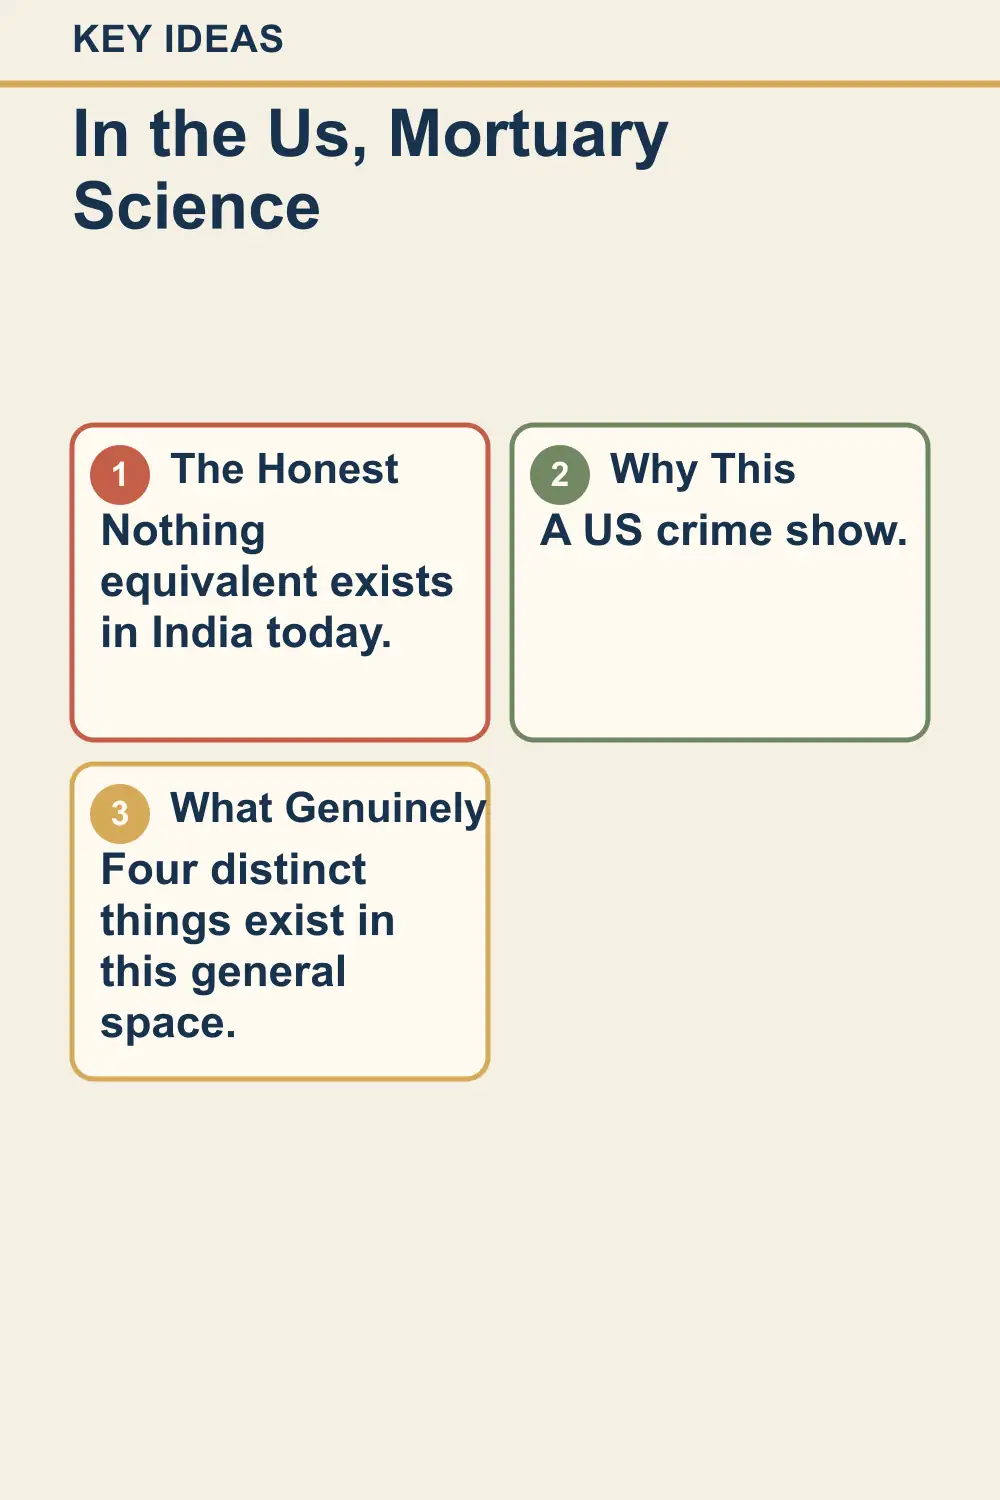 KEY IDEAS
In the Us, Mortuary
Science
1 The Honest
Nothing
equivalent exists
in India today.
2 Why This
A US crime show.
3 What Genuinely
Four distinct
things exist in
this general
space.